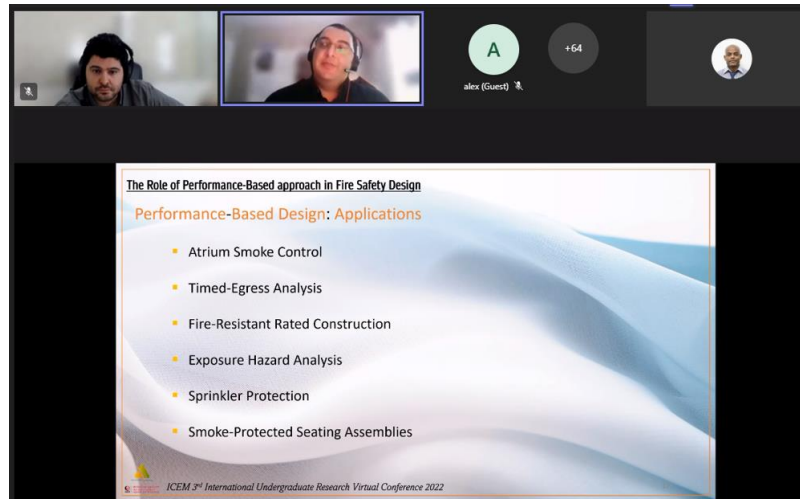 A
+64
alex (Guest)
The Role of Performance-Based approach in Fire Safety Design
Performance-Based Design: Applications
Atrium Smoke Control
Timed-Egress Analysis
Fire-Resistant Rated Construction
Exposure Hazard Analysis
Sprinkler Protection
Smoke-Protected Seating Assemblies
ICEM 3rd International Undergraduate Research Virtual Conference 2022